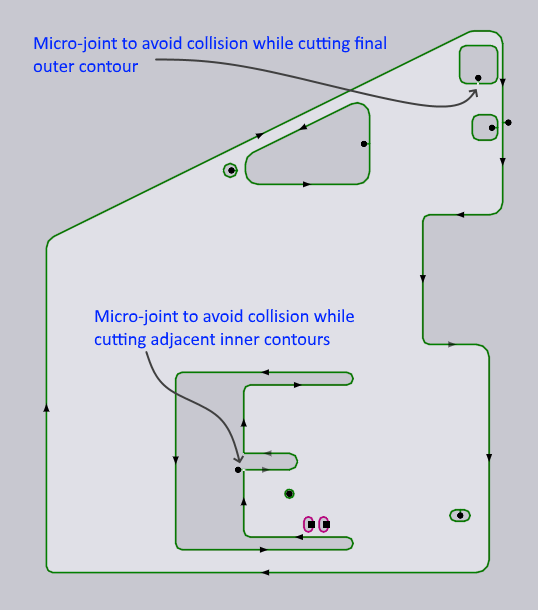 Micro-joint to avoid collision while cutting final
outer contour
Micro-joint to avoid collision while
cutting adjacent inner contours